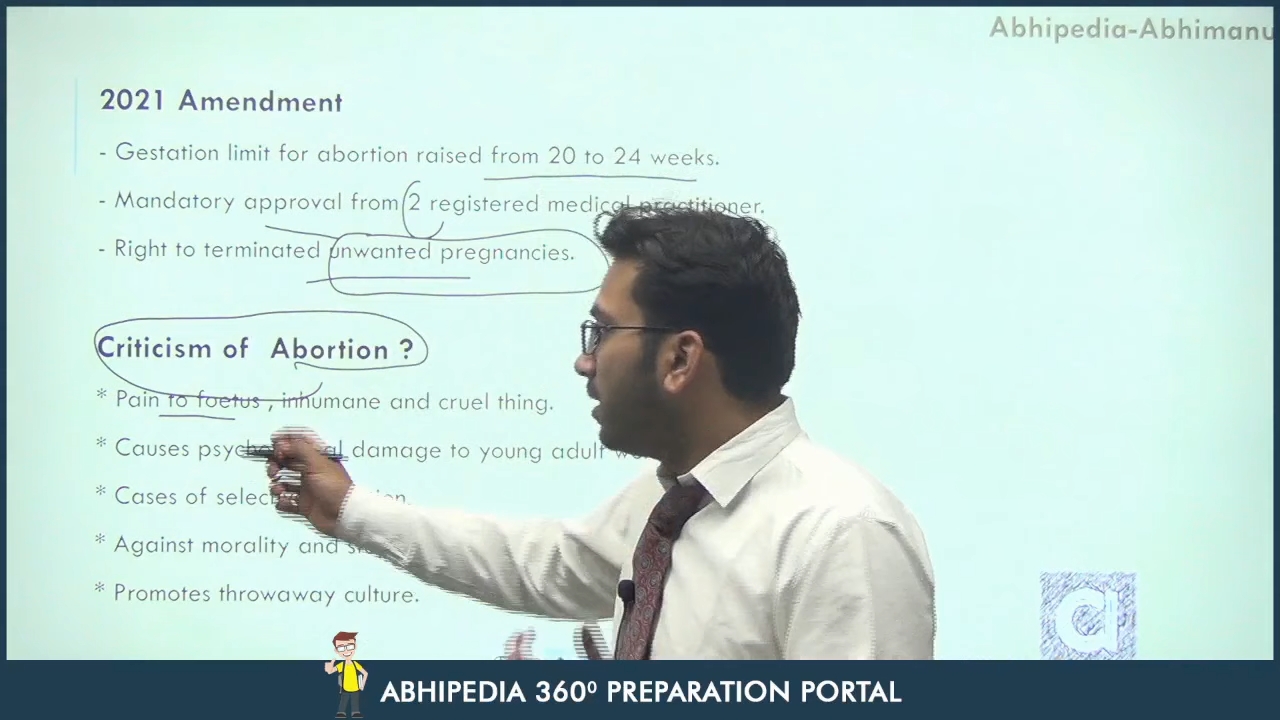 Abhipedia-Abhimanu
2021 Amendment
- Gestation limit for abortion raised from 20 to 24 weeks.
- Mandatory approval from 2 registered medical practitioner.
- Right to terminated unwanted pregnancies.
Criticism of Abortion ?
* Pain to foetus , inhumane and cruel thing.
* Causes damage to young adult
* Cases of
* Against morality and
* Promotes throwaway culture.
a
ABHIPEDIA 360⁰ PREPARATION PORTAL